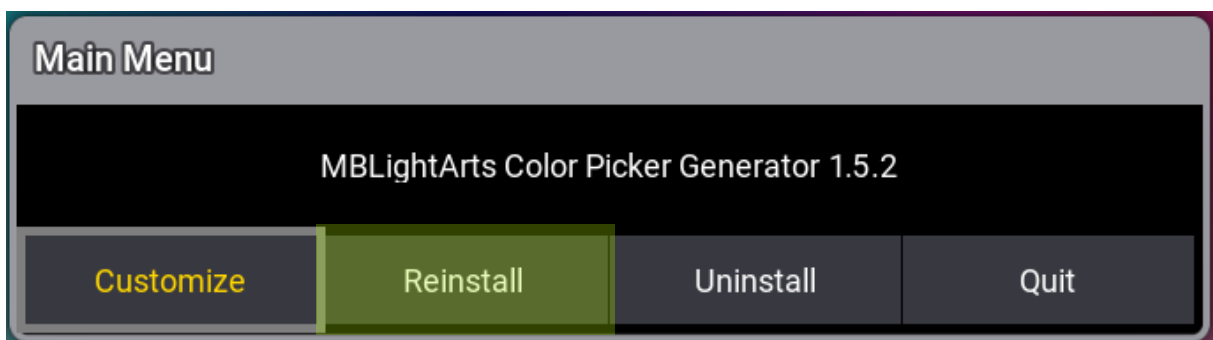 Main Menu
MBLightArts Color Picker Generator 1.5.2
Customize Reinstall Uninstall Quit